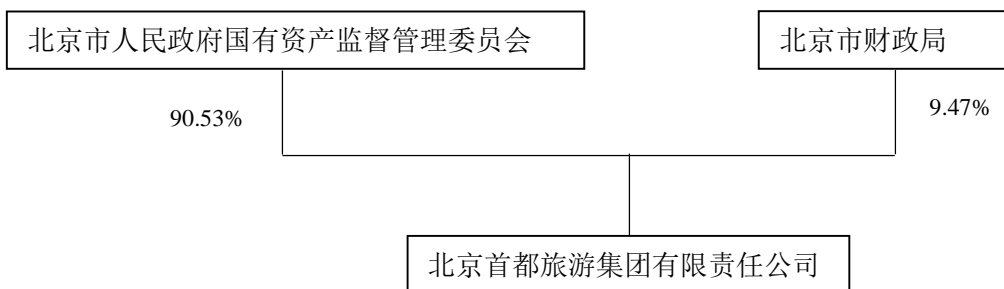 北京市人民政府国有资产监督管理委员会
北京市财政局
90.53%
9.47%
北京首都旅游集团有限责任公司